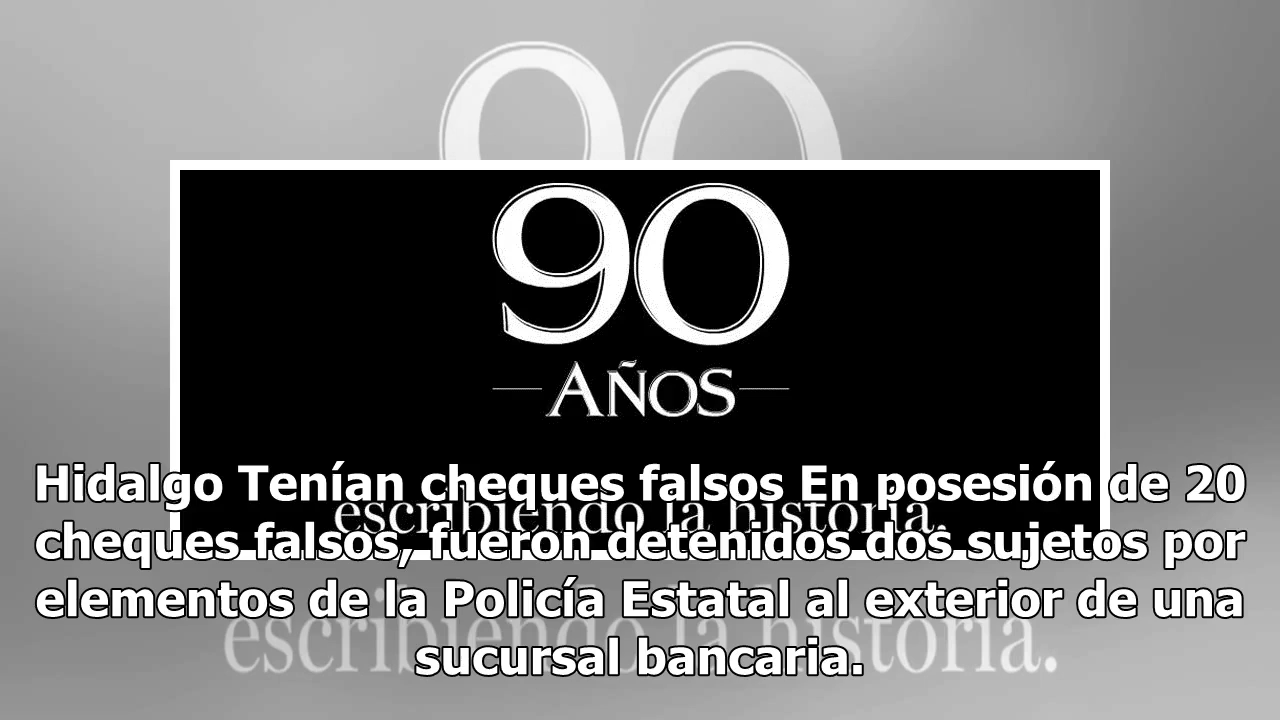 90
90
AÑOS
Hidalgo Tenían cheques falsos En posesión de 20
escribiendo la historia.
cheques falsos, fueron detenidos dos sujetos por
elementos de la Policía Estatal al exterior de una
escribiendo la historia.
sucursal bancaria.